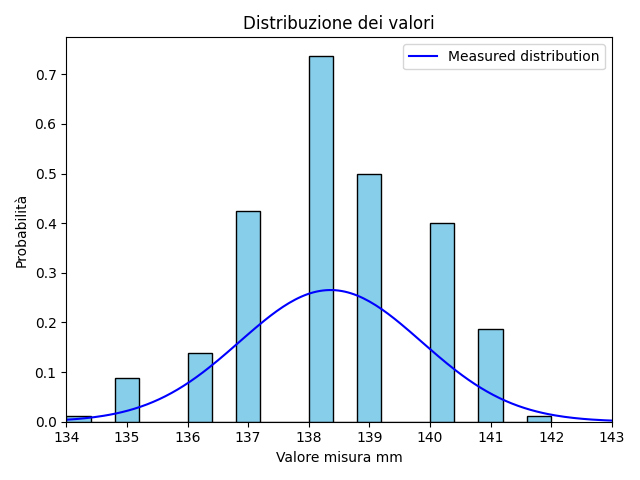 Distribuzione dei valori
Measured distribution
Probabilità
0.7
0.6
0.5
0.4
0.3
0.2
0.1
0.0
134 135 136 137 138 139 140 141 142 143
Valore misura mm